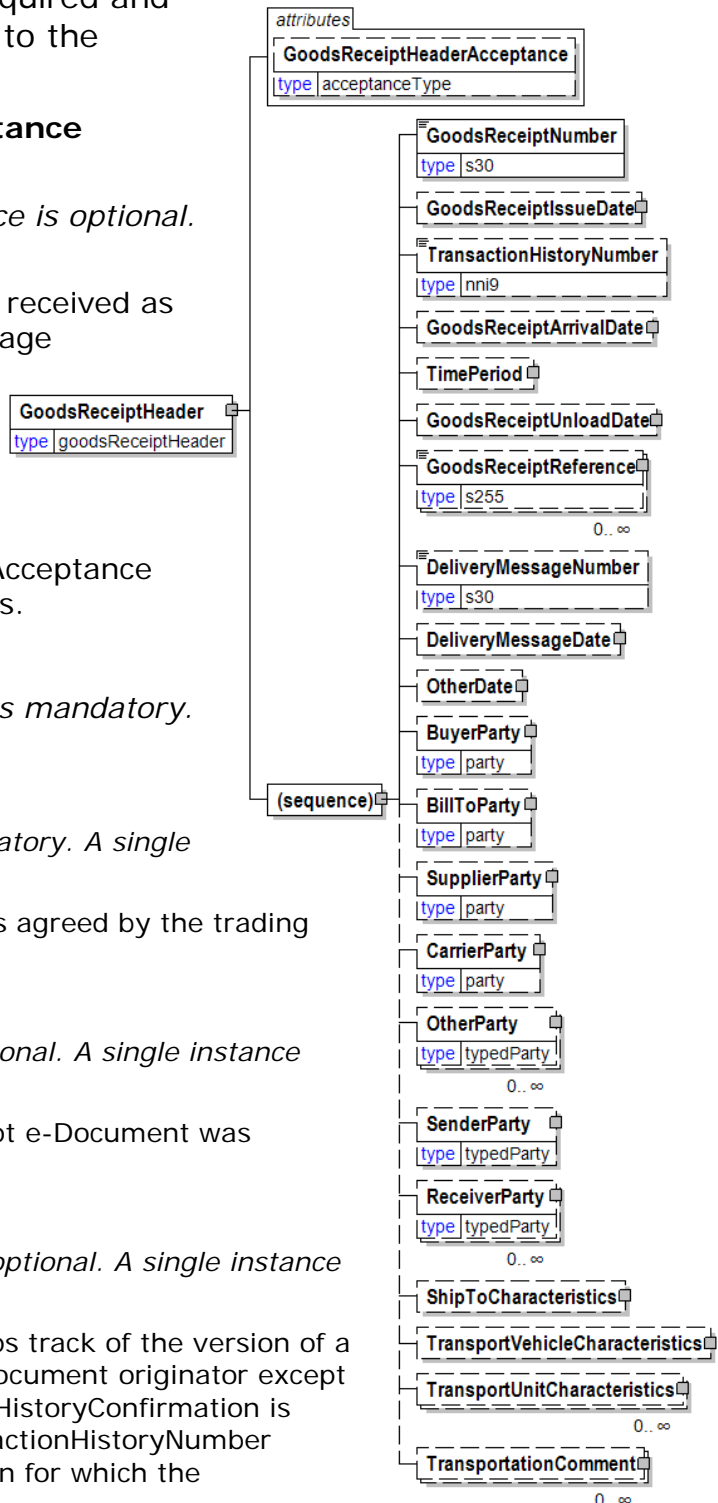 quired and
to the
tance
ce is optional.
received as
age
Acceptance
s.
s mandatory.
atory. A single
s agreed by the trading
onal. A single instance
pt e-Document was
optional. A single instance
os track of the version of a
ocument originator except
HistoryConfirmation is
actionHistoryNumber
n for which the
GoodsReceiptHeader
type goodsReceiptHeader
attributes
GoodsReceiptHeaderAcceptance
type acceptanceType
(sequence)
GoodsReceiptNumber
type s30
GoodsReceiptIssueDate
TransactionHistoryNumber
type nni9
GoodsReceiptArrivalDate
TimePeriod
GoodsReceiptUnloadDate
GoodsReceiptReference
type s255
0.. ∞
DeliveryMessageNumber
type s30
DeliveryMessageDate
OtherDate
BuyerParty
type party
BillToParty
type party
SupplierParty
type party
CarrierParty
type party
OtherParty
type typedParty
0.. ∞
SenderParty
type typedParty
ReceiverParty
type typedParty
0.. ∞
ShipToCharacteristics
TransportVehicleCharacteristics
TransportUnitCharacteristics
0.. ∞
TransportationComment
0.. ∞